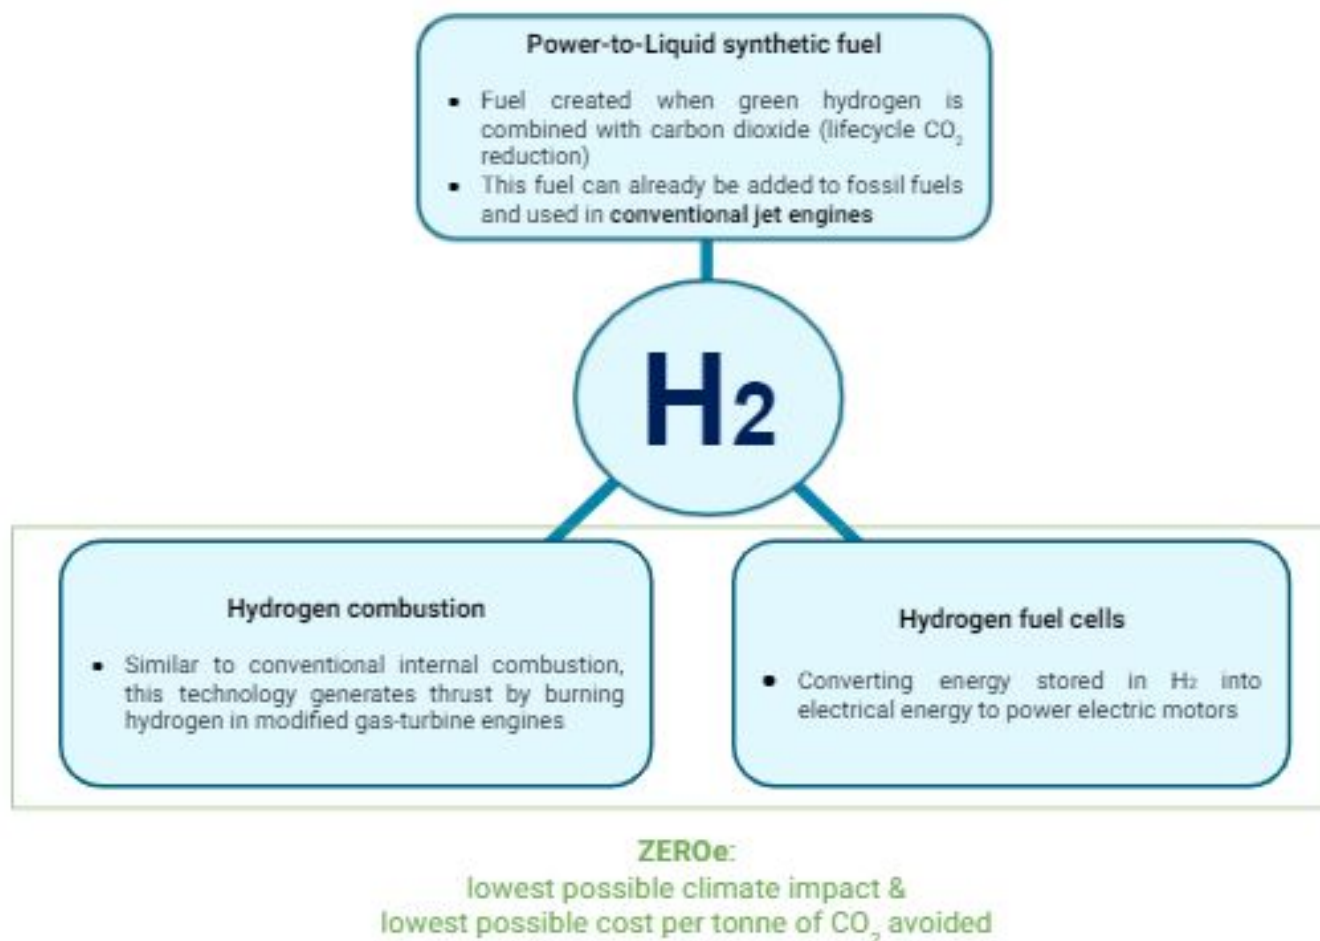 Power-to-Liquid synthetic fuel
▪ Fuel created when green hydrogen is
combined with carbon dioxide (lifecycle CO₂
reduction)
▪ This fuel can already be added to fossil fuels
and used in conventional jet engines
H2
Hydrogen combustion
▪ Similar to conventional internal combustion,
this technology generates thrust by burning
hydrogen in modified gas-turbine engines
Hydrogen fuel cells
• Converting energy stored in H₂ into
electrical energy to power electric motors
ZEROe:
lowest possible climate impact &
lowest possible cost per tonne of CO₂ avoided